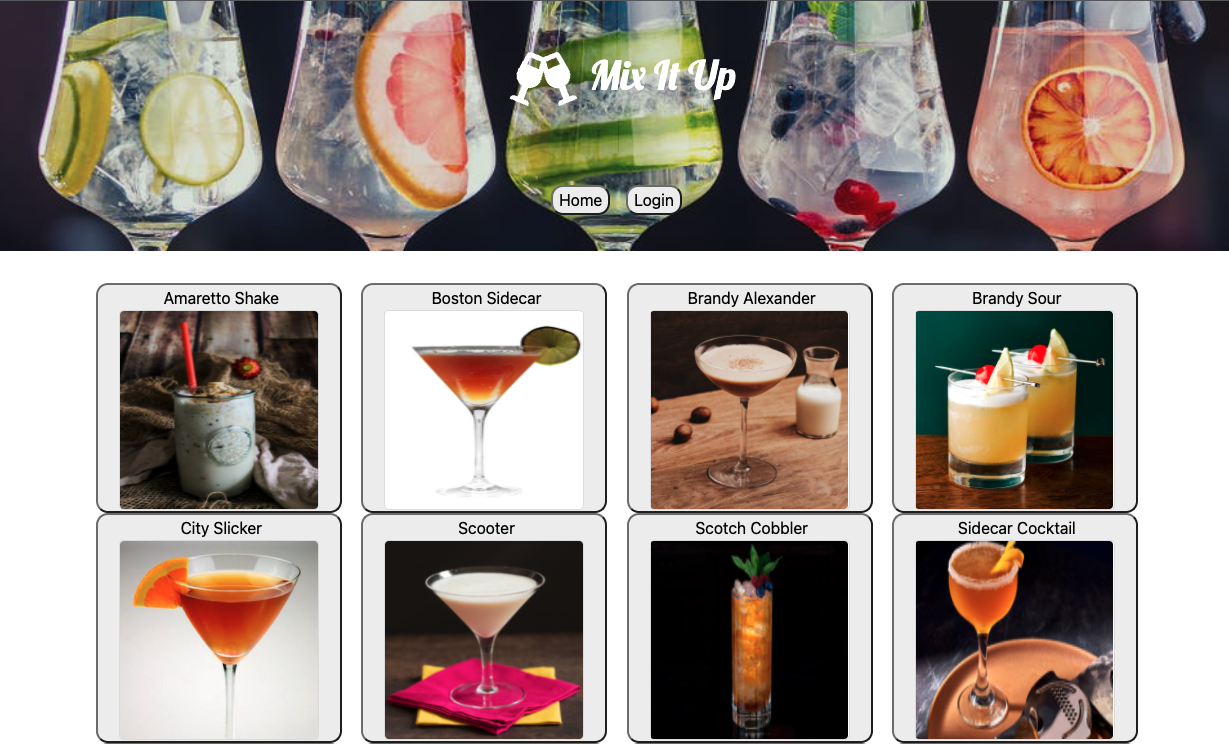 Mix It Up
Home
Login
Amaretto Shake
Boston Sidecar
Brandy Alexander
Brandy Sour
City Slicker
Scooter
Scotch Cobbler
Sidecar Cocktail